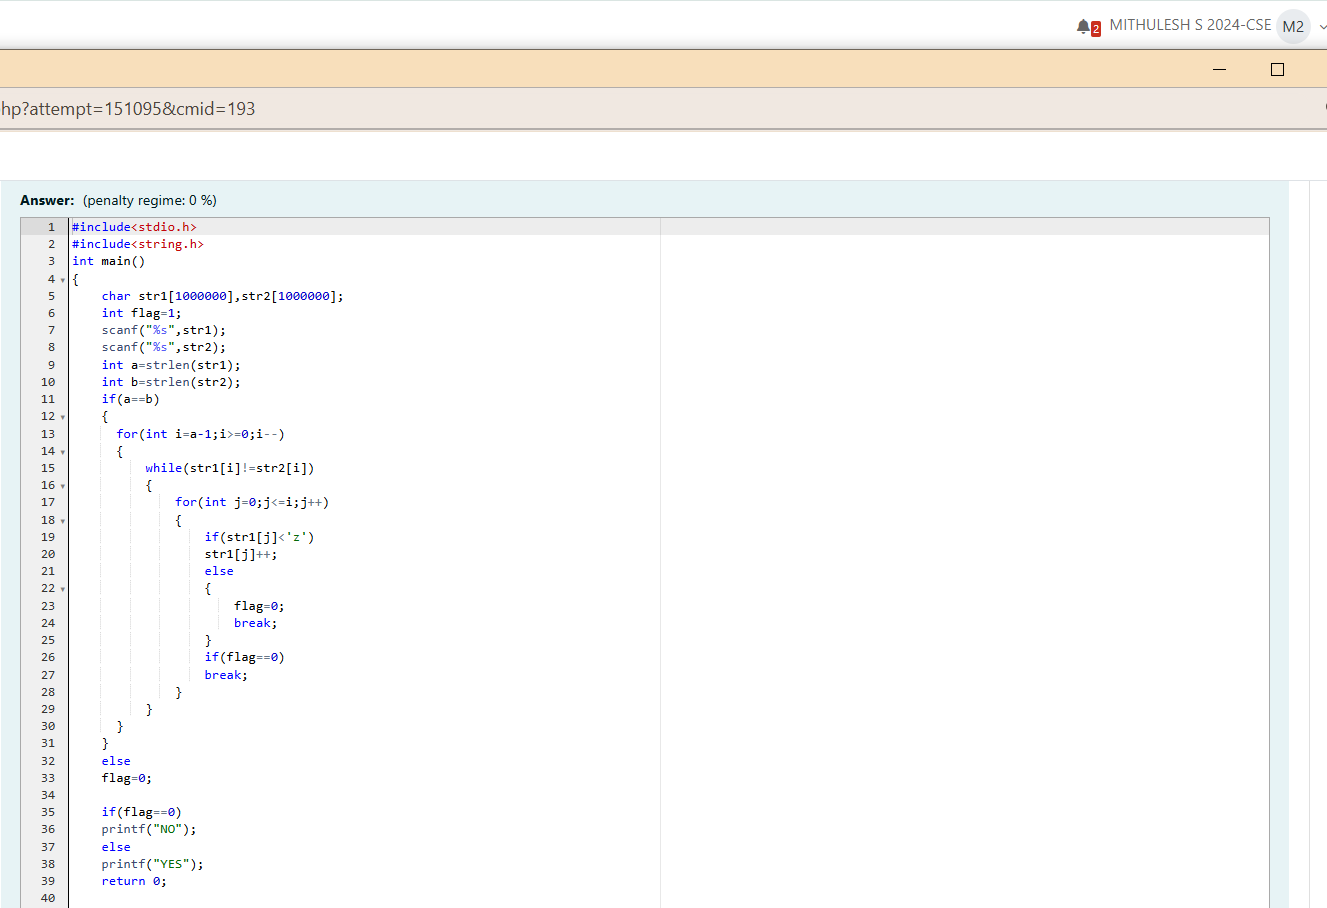 2 MITHULESH S 2024-CSE M2
hp?attempt=151095&cmid=193
Answer: (penalty regime: 0 %)
1 #include<stdio.h>
2 #include<string.h>
3 int main()
4 {
5 char str1[1000000],str2[1000000];
6 int flag=1;
7 scanf("%s",str1);
8 scanf("%s",str2);
9 int a=strlen(str1);
10 int b=strlen(str2);
11 if(a==b)
12 {
13 for(int i=a-1;i>=0;i--)
14 {
15 while(str1[i]!=str2[i])
16 {
17 for(int j=0;j<=i;j++)
18 {
19 if(str1[j]<'z')
20 str1[j]++;
21 else
22 {
23 flag=0;
24 break;
25 }
26 if(flag==0)
27 break;
28 }
29 }
30 }
31 }
32 else
33 flag=0;
34
35 if(flag==0)
36 printf("NO");
37 else
38 printf("YES");
39 return 0;
40